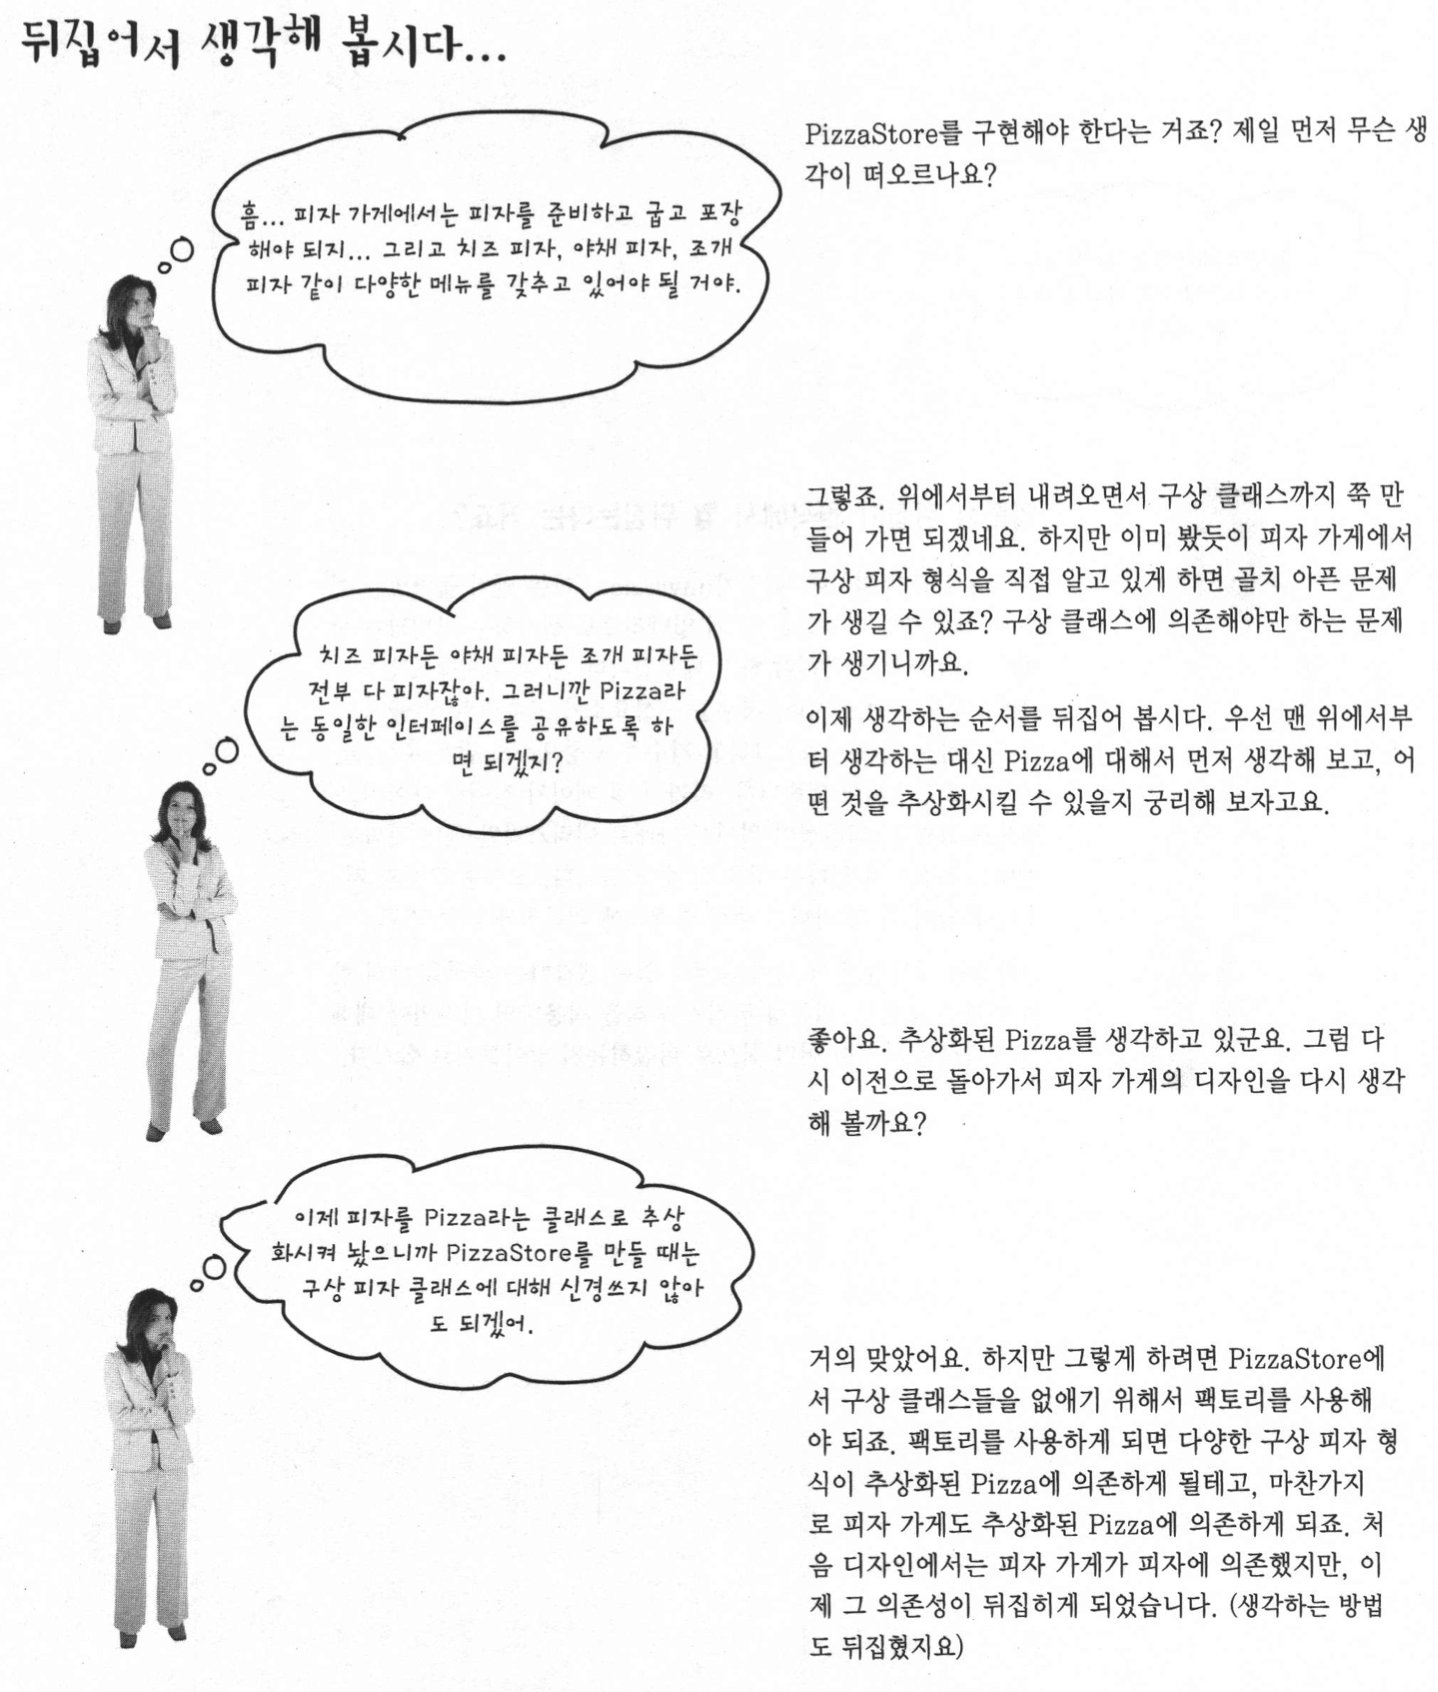 뒤집어서 생각해 봅시다...
PizzaStore를 구현해야 한다는 거죠? 제일 먼저 무슨 생
각이 떠오르나요?
흠... 피자 가게에서는 피자를 준비하고 굽고 포장
해야 되지... 그리고 치즈 피자, 야채 피자, 조개
피자 같이 다양한 메뉴를 갖추고 있어야 될 거야.
그렇죠. 위에서부터 내려오면서 구상 클래스까지 쭉 만
들어 가면 되겠네요. 하지만 이미 봤듯이 피자 가게에서
구상 피자 형식을 직접 알고 있게 하면 골치 아픈 문제
가 생길 수 있죠? 구상 클래스에 의존해야만 하는 문제
가 생기니까요.
이제 생각하는 순서를 뒤집어 봅시다. 우선 맨 위에서부
터 생각하는 대신 Pizza에 대해서 먼저 생각해 보고, 어
떤 것을 추상화시킬 수 있을지 궁리해 보자고요.
치즈 피자든 야채 피자든 조개 피자든
전부 다 피자잖아. 그러니깐 Pizza라
는 동일한 인터페이스를 공유하도록 하
면 되겠지?
좋아요. 추상화된 Pizza를 생각하고 있군요. 그럼 다
시 이전으로 돌아가서 피자 가게의 디자인을 다시 생각
해 볼까요?
이제 피자를 Pizza라는 클래스로 추상
화시켜 놨으니까 PizzaStore를 만들 때는
구상 피자 클래스에 대해 신경쓰지 않아
도 되겠어.
거의 맞았어요. 하지만 그렇게 하려면 PizzaStore에
서 구상 클래스들을 없애기 위해서 팩토리를 사용해
야 되죠. 팩토리를 사용하게 되면 다양한 구상 피자 형
식이 추상화된 Pizza에 의존하게 될테고, 마찬가지
로 피자 가게도 추상화된 Pizza에 의존하게 되죠. 처
음 디자인에서는 피자 가게가 피자에 의존했지만, 이
제 그 의존성이 뒤집히게 되었습니다. (생각하는 방법
도 뒤집혔지요)